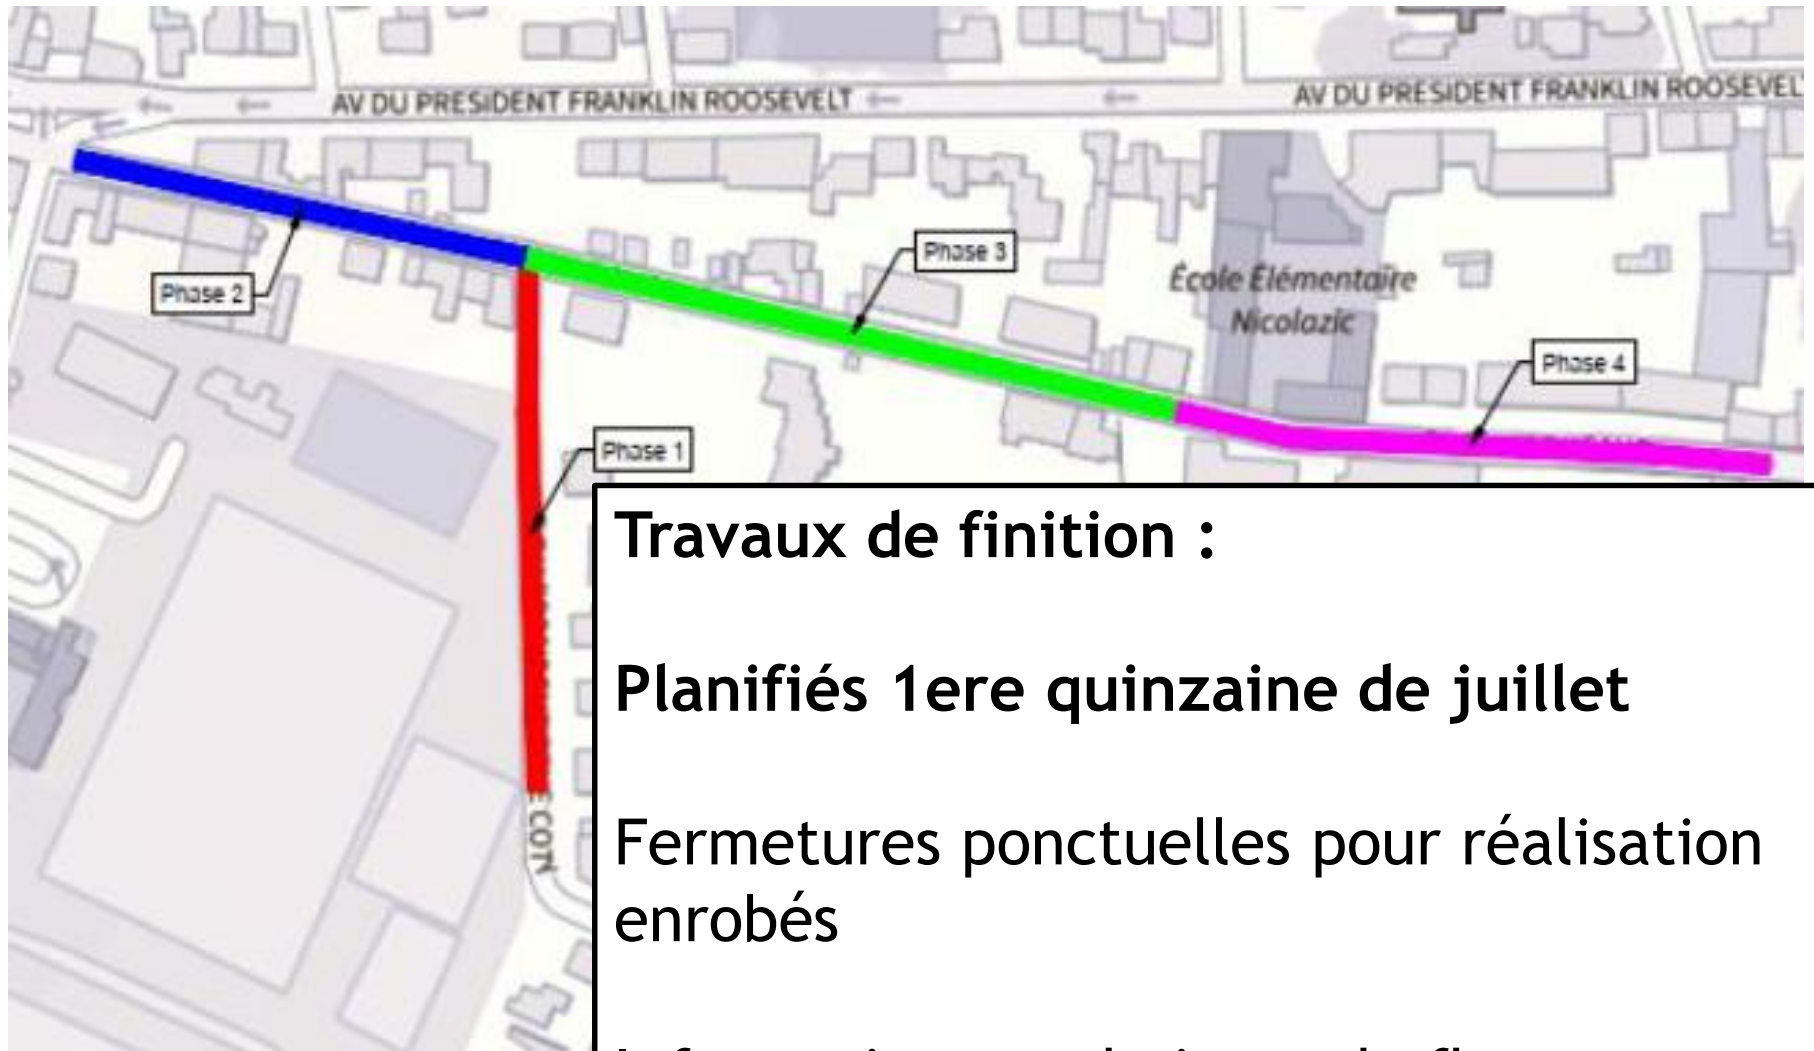 AV DU PRESIDENT FRANKLIN ROOSEVELT
AV DU PRESIDENT FRANKLIN ROOSEVEL
Phase 3
École Élémentaire
Nicolazic
Phase 2
Phase 4
Phase 1
Travaux de finition :
Planifiés 1ere quinzaine de juillet
Fermetures ponctuelles pour réalisation
enrobés
COTY